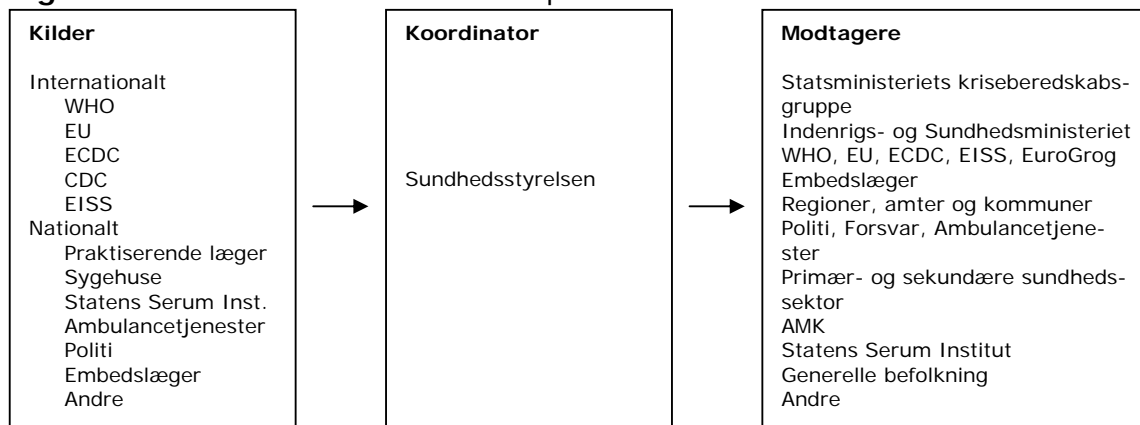 Kilder
Internationalt
WHO
EU
ECDC
CDC
EISS
Nationalt
Praktiserende læger
Sygehuse
Statens Serum Inst.
Ambulancetjenester
Politi
Embedslæger
Andre
Koordinator
Sundhedsstyrelsen
Modtagere
Statsministeriets kriseberedskabs-
gruppe
Indenrigs- og Sundhedsministeriet
WHO, EU, ECDC, EISS, EuroGrog
Embedslæger
Regioner, amter og kommuner
Politi, Forsvar, Ambulancetjene-
ster
Primær- og sekundære sundheds-
sektor
AMK
Statens Serum Institut
Generelle befolkning
Andre